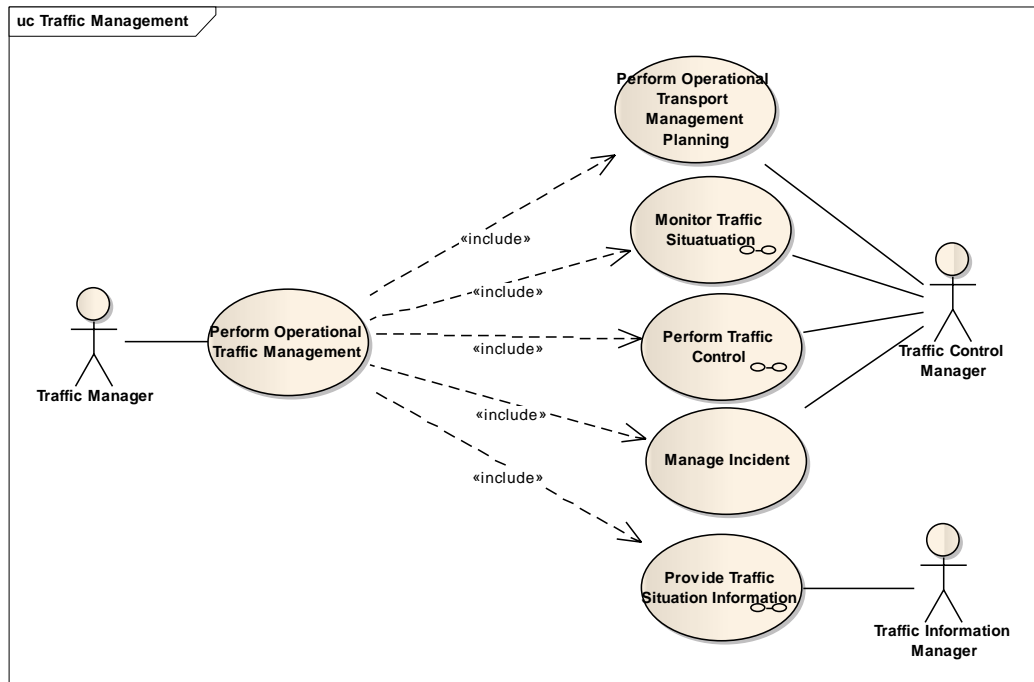 uc Traffic Management
Perform Operational
Transport
Management
Planning
«include»
Monitor Traffic
Situatuation
«include»
Perform Operational
Traffic Management
Traffic Manager
«include»
Perform Traffic
Control
Traffic Control
Manager
«include»
Manage Incident
«include»
Provide Traffic
Situation Information
Traffic Information
Manager